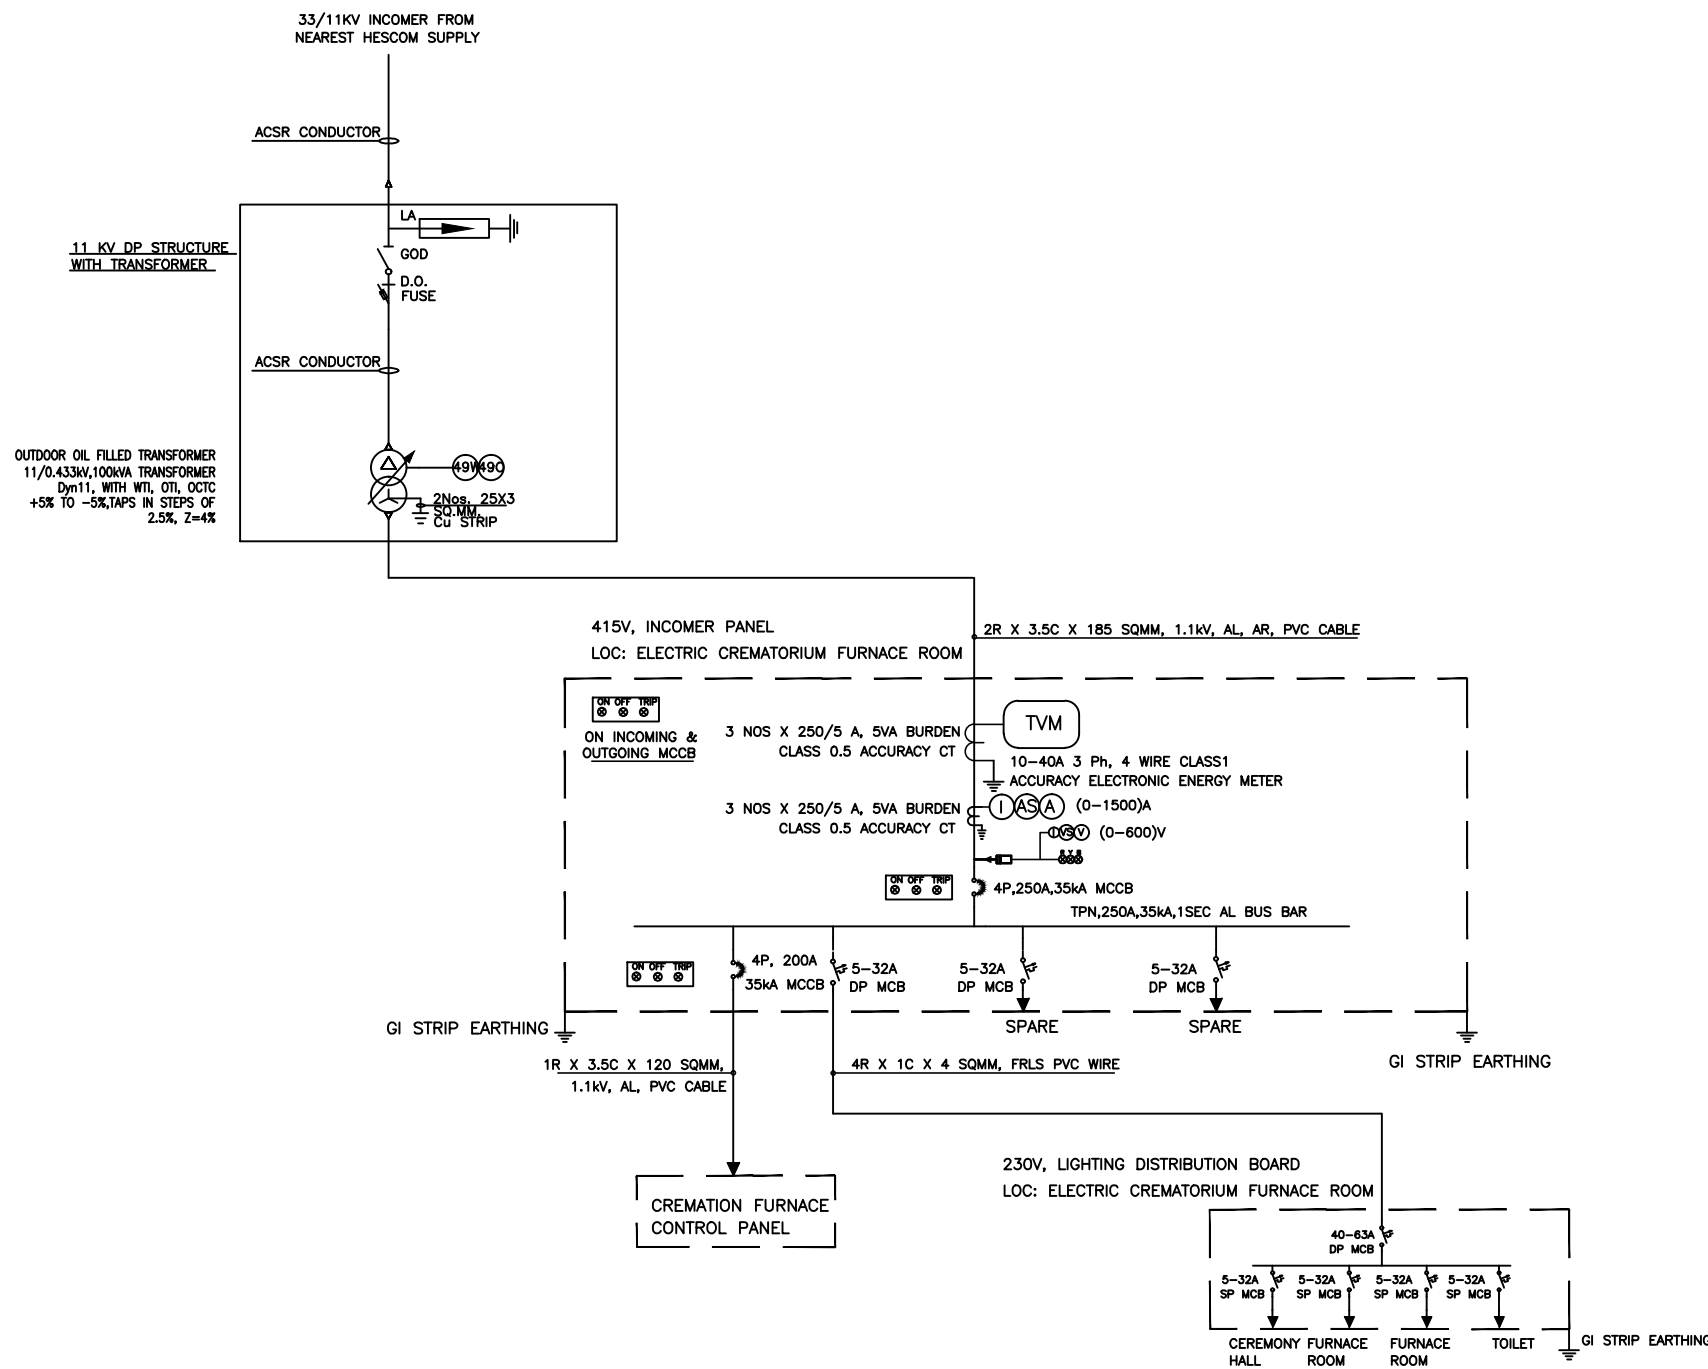 33/11KV INCOMER FROM
NEAREST HESCOM SUPPLY
ACSR CONDUCTOR
LA
11 KV DP STRUCTURE
WITH TRANSFORMER
GOD
D.O.
FUSE
ACSR CONDUCTOR
OUTDOOR OIL FILLED TRANSFORMER
11/0.433kV,100kVA TRANSFORMER
Dyn11, WITH WTI, OTI, OCTC
+5% TO -5%,TAPS IN STEPS OF
2.5%, Z=4%
49W 49O
2Nos. 25X3
SQ.MM.
Cu STRIP
415V, INCOMER PANEL
LOC: ELECTRIC CREMATORIUM FURNACE ROOM
2R X 3.5C X 185 SQMM, 1.1kV, AL, AR, PVC CABLE
ON OFF TRIP
ON INCOMING &
OUTGOING MCCB
3 NOS X 250/5 A, 5VA BURDEN
CLASS 0.5 ACCURACY CT
TVM
10-40A 3 Ph, 4 WIRE CLASS1
ACCURACY ELECTRONIC ENERGY METER
3 NOS X 250/5 A, 5VA BURDEN
CLASS 0.5 ACCURACY CT
I AS A (0-1500)A
I VS V (0-600)V
R Y B
ON OFF TRIP
4P,250A,35kA MCCB
TPN,250A,35kA,1SEC AL BUS BAR
ON OFF TRIP
4P, 200A
35kA MCCB
5-32A
DP MCB
5-32A
DP MCB
5-32A
DP MCB
SPARE
SPARE
GI STRIP EARTHING
GI STRIP EARTHING
1R X 3.5C X 120 SQMM,
1.1kV, AL, PVC CABLE
4R X 1C X 4 SQMM, FRLS PVC WIRE
CREMATION FURNACE
CONTROL PANEL
230V, LIGHTING DISTRIBUTION BOARD
LOC: ELECTRIC CREMATORIUM FURNACE ROOM
40-63A
DP MCB
5-32A
SP MCB
5-32A
SP MCB
5-32A
SP MCB
5-32A
SP MCB
CEREMONY
HALL
FURNACE
ROOM
FURNACE
ROOM
TOILET
GI STRIP EARTHING